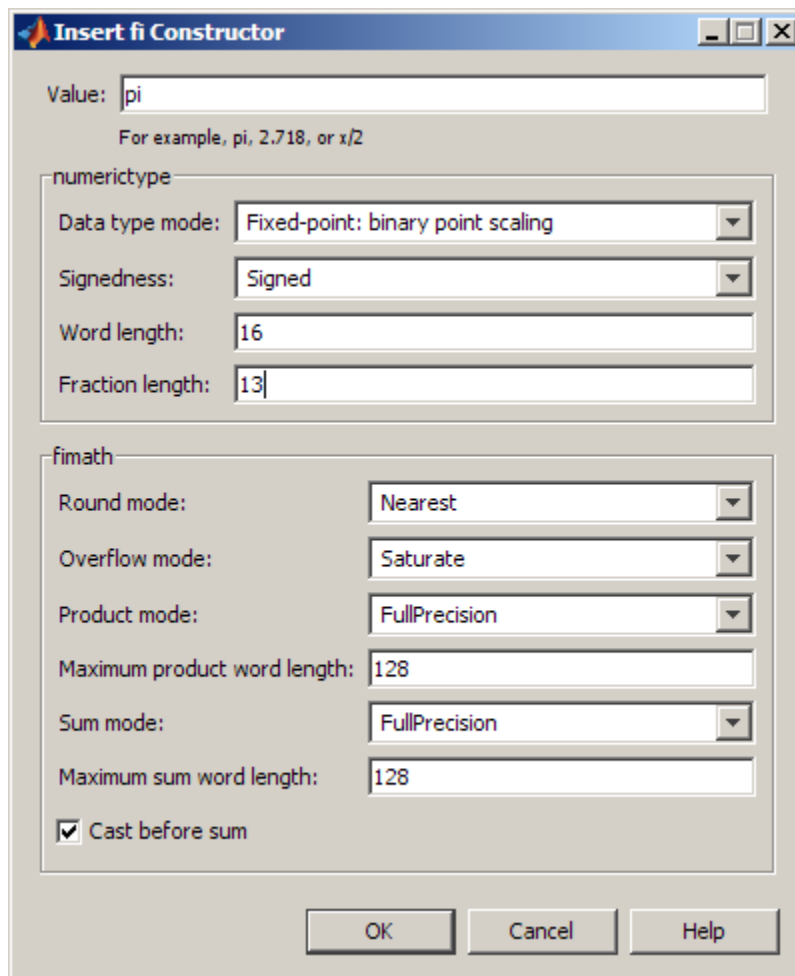 Insert fi Constructor
Value: pi
For example, pi, 2.718, or x/2
numerictype
Data type mode: Fixed-point: binary point scaling
Signedness: Signed
Word length: 16
Fraction length: 13
fimath
Round mode: Nearest
Overflow mode: Saturate
Product mode: FullPrecision
Maximum product word length: 128
Sum mode: FullPrecision
Maximum sum word length: 128
Cast before sum
OK Cancel Help